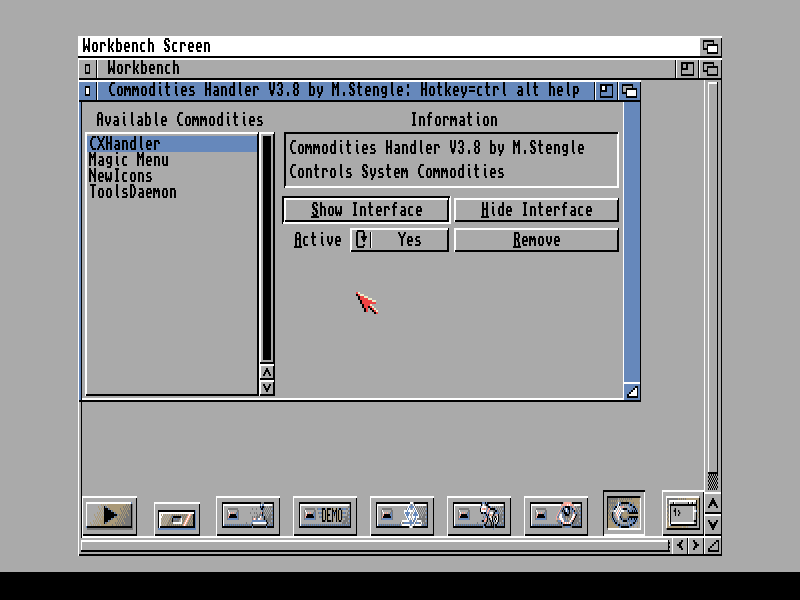 Workbench Screen
Workbench
Commodities Handler V3.8 by M.Stengle: Hotkey=ctrl alt help
Available Commodities
Information
CXHandler
Magic Menu
NewIcons
ToolsDaemon
Commodities Handler V3.8 by M.Stengle
Controls System Commodities
Show Interface
Hide Interface
Active
Yes
Remove
DEMO
1>